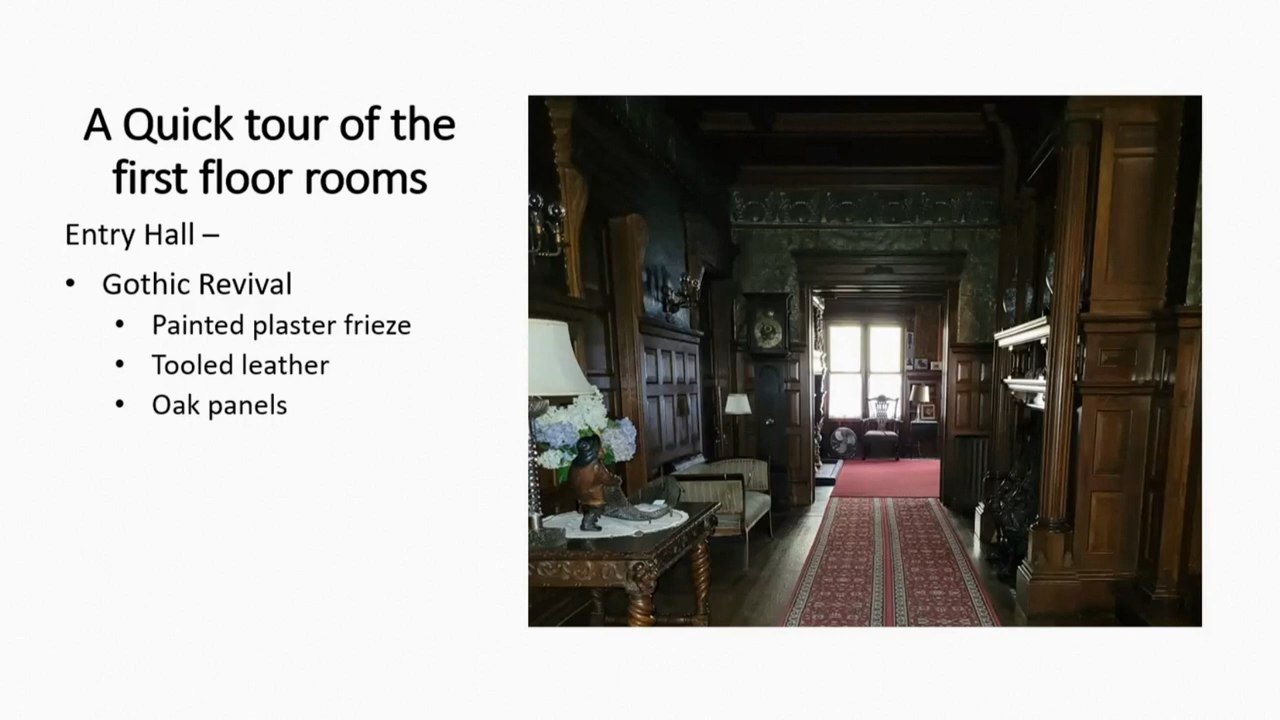 A Quick tour of the
first floor rooms
Entry Hall –
• Gothic Revival
• Painted plaster frieze
• Tooled leather
• Oak panels